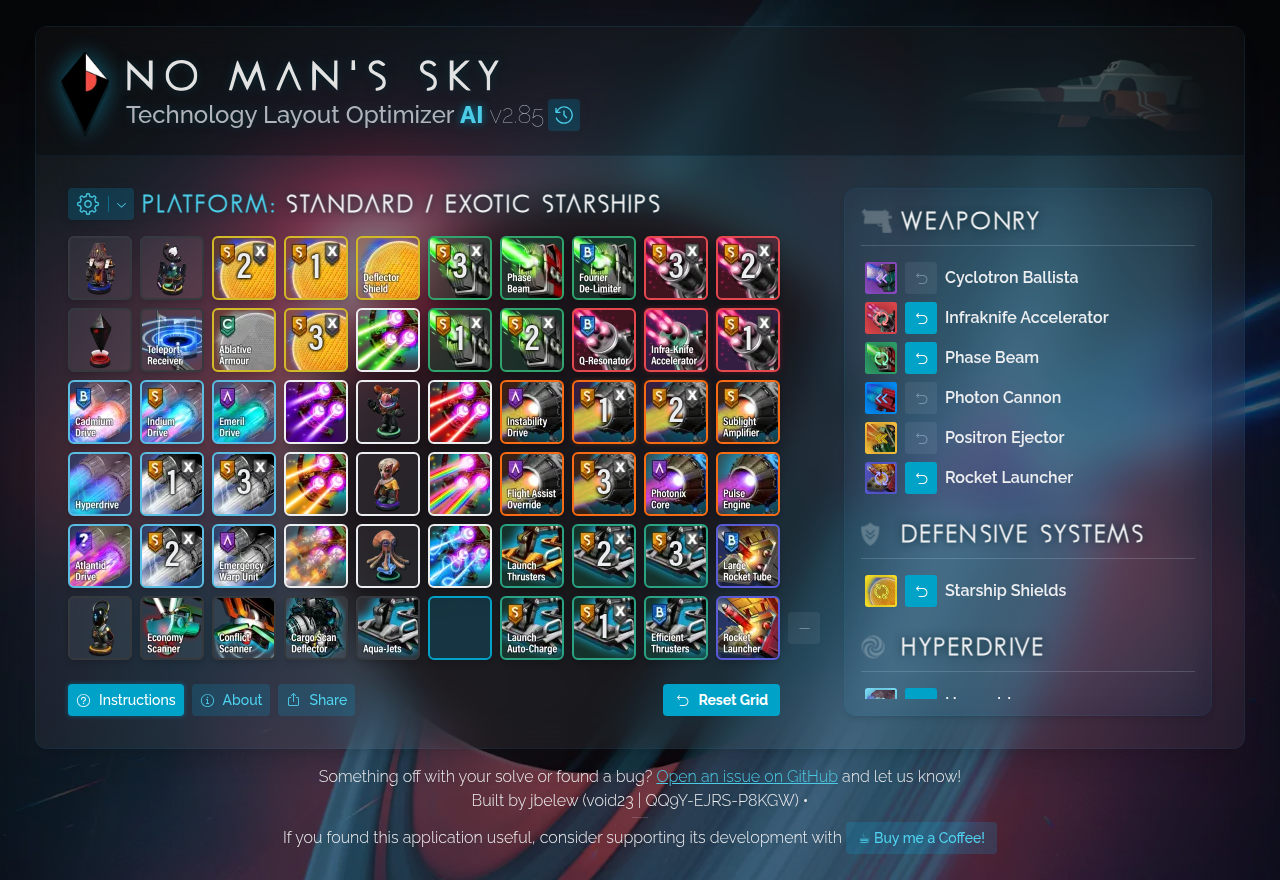 NO MAN'S SKY
Technology Layout Optimizer AI v2.85
PLATFORM: STANDARD / EXOTIC STARSHIPS
S 2 X
S 1 X
Deflector Shield
S 3 X
Phase Beam
B Fourier De-Limiter
S 3 X
S 2 X
Teleport Receiver
C Ablative Armour
S 3 X
S 1 X
S 2 X
B Q-Resonator
Infra-Knife Accelerator
S 1 X
B Cadmium Drive
S Indium Drive
A Emeril Drive
A Instability Drive
S 1 X
S 2 X
S Sublight Amplifier
Hyperdrive
S 1 X
S 3 X
A Flight Assist Override
S 3 X
A Photonix Core
Pulse Engine
? Atlantid Drive
S 2 X
A Emergency Warp Unit
Launch Thrusters
S 2 X
S 3 X
B Large Rocket Tube
Economy Scanner
Conflict Scanner
Cargo Scan Deflector
Aqua-Jets
S Launch Auto-Charge
S 1 X
B Efficient Thrusters
Rocket Launcher
Instructions
About
Share
Reset Grid
WEAPONRY
Cyclotron Ballista
Infraknife Accelerator
Phase Beam
Photon Cannon
Positron Ejector
Rocket Launcher
DEFENSIVE SYSTEMS
Starship Shields
HYPERDRIVE
Something off with your solve or found a bug? Open an issue on GitHub and let us know!
Built by jbelew (void23 | QQ9Y-EJRS-P8KGW) •
If you found this application useful, consider supporting its development with Buy me a Coffee!